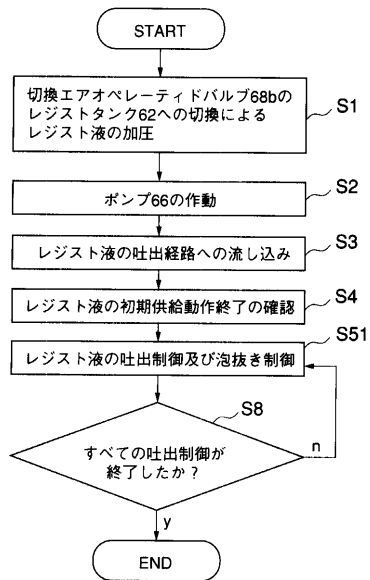 START
切換エアオペレーティドバルブ68bの
レジストタンク62への切換による
レジスト液の加圧
S1
ポンプ66の作動
S2
レジスト液の吐出経路への流し込み
S3
レジスト液の初期供給動作終了の確認
S4
レジスト液の吐出制御及び泡抜き制御
S51
S8
すべての吐出制御が
終了したか？
n
y
END